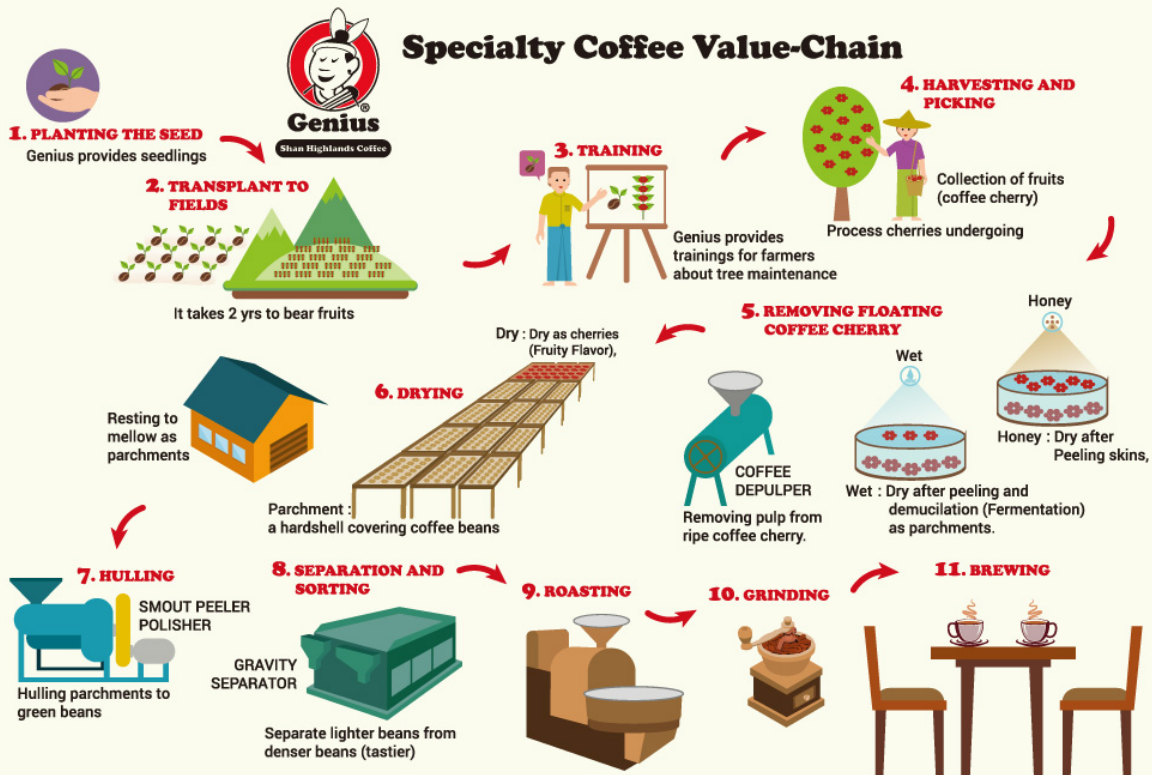 Specialty Coffee Value-Chain
Genius
®
Shan Highlands Coffee
1. PLANTING THE SEED
Genius provides seedlings
2. TRANSPLANT TO
FIELDS
It takes 2 yrs to bear fruits
3. TRAINING
Genius provides
trainings for farmers
about tree maintenance
4. HARVESTING AND
PICKING
Collection of fruits
(coffee cherry)
Process cherries undergoing
5. REMOVING FLOATING
COFFEE CHERRY
Honey
Honey : Dry after
Peeling skins,
Wet
Wet : Dry after peeling and
demucilation (Fermentation)
as parchments.
COFFEE
DEPULPER
Removing pulp from
ripe coffee cherry.
6. DRYING
Dry : Dry as cherries
(Fruity Flavor),
Parchment :
a hardshell covering coffee beans
Resting to
mellow as
parchments
7. HULLING
SMOUT PEELER
POLISHER
Hulling parchments to
green beans
8. SEPARATION AND
SORTING
GRAVITY
SEPARATOR
Separate lighter beans from
denser beans (tastier)
9. ROASTING
10. GRINDING
11. BREWING